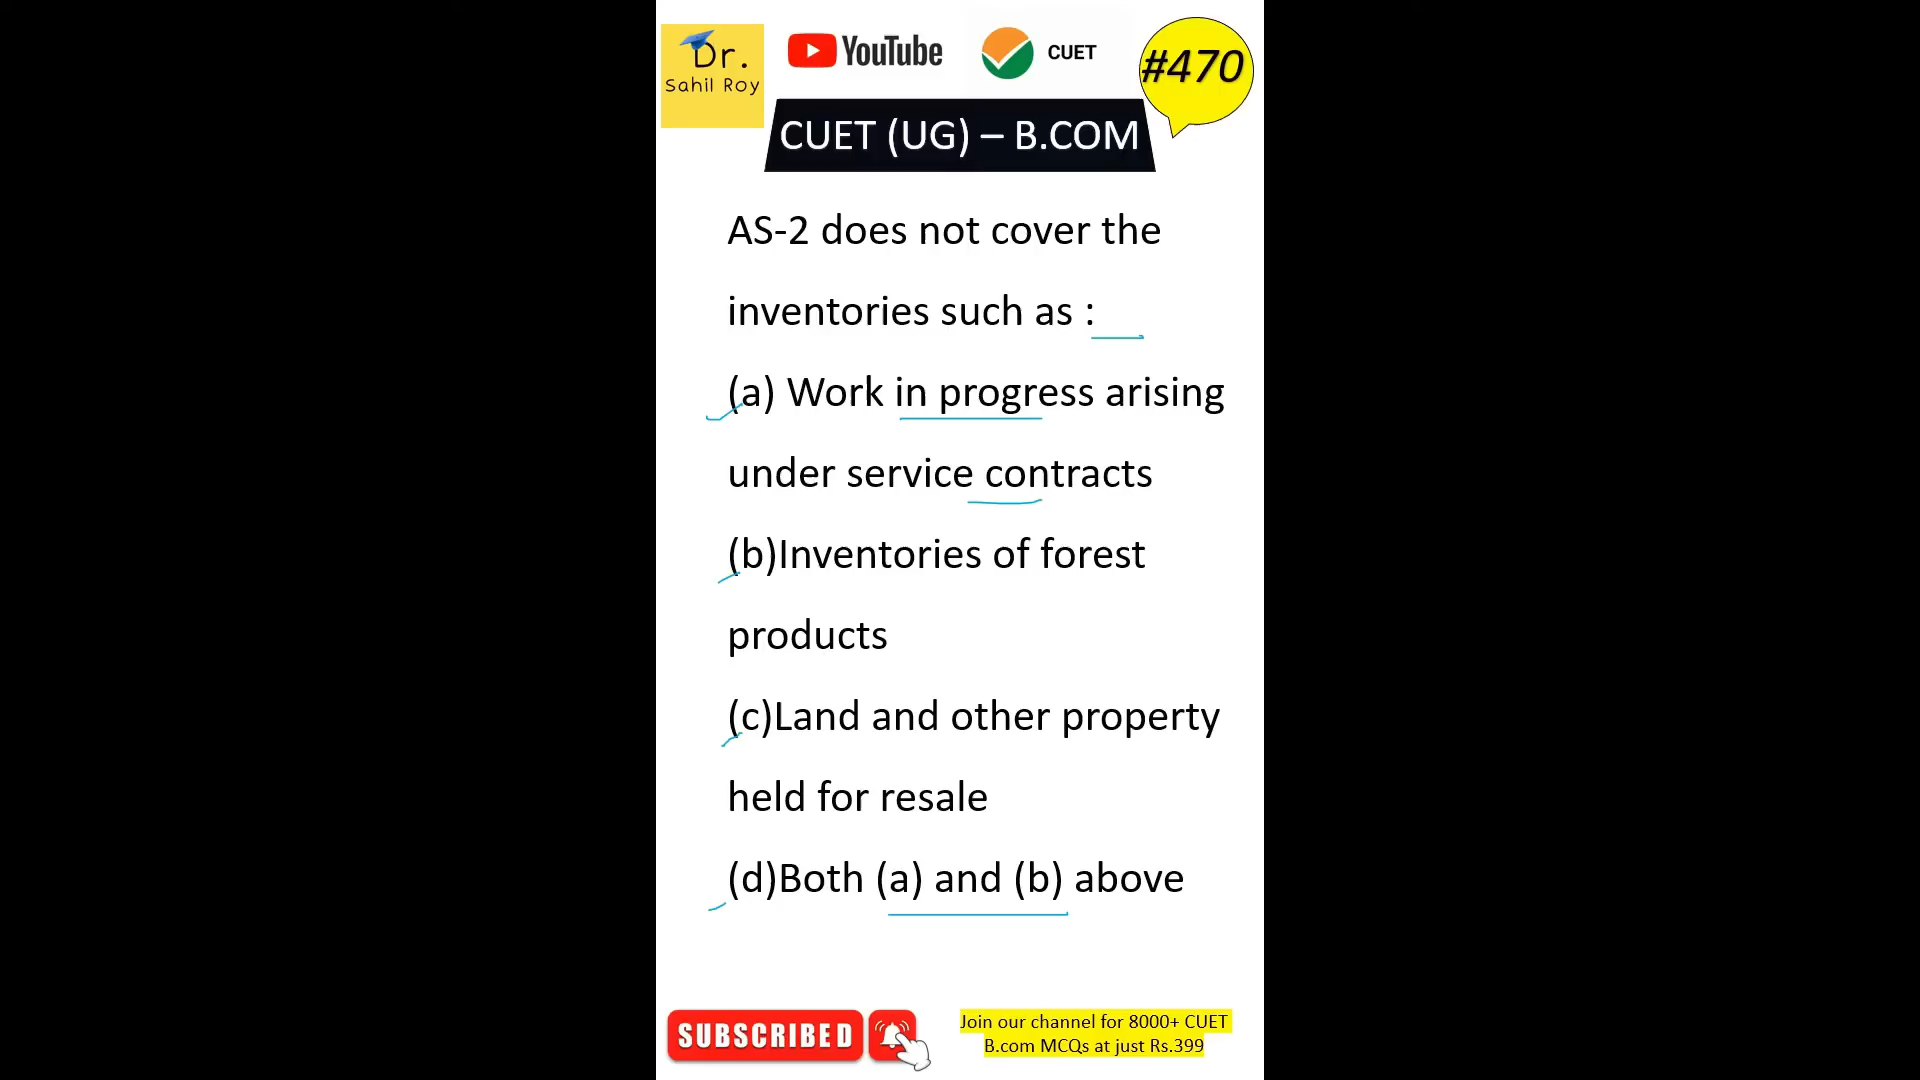 Dr.
Sahil Roy
YouTube
CUET
#470
CUET (UG) – B.COM
AS-2 does not cover the
inventories such as :
(a) Work in progress arising
under service contracts
(b)Inventories of forest
products
(c)Land and other property
held for resale
(d)Both (a) and (b) above
SUBSCRIBED
Join our channel for 8000+ CUET
B.com MCQs at just Rs.399